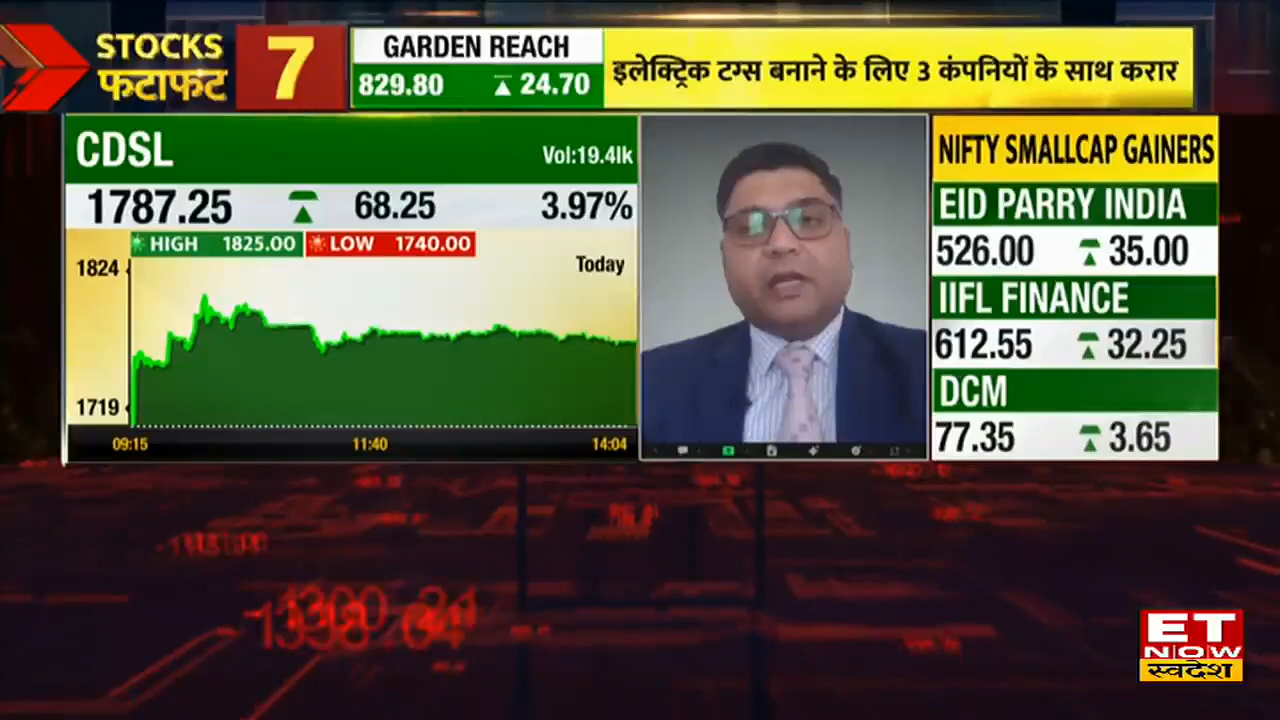 STOCKS
फटाफट
7
GARDEN REACH
829.80 24.70
इलेक्ट्रिक टग्स बनाने के लिए 3 कंपनियों के साथ करार
CDSL
Vol:19.4lk
1787.25 68.25 3.97%
HIGH 1825.00 LOW 1740.00
Today
1824
1719
09:15 11:40 14:04
NIFTY SMALLCAP GAINERS
EID PARRY INDIA
526.00 35.00
IIFL FINANCE
612.55 32.25
DCM
77.35 3.65
ET
NOW
स्वदेश